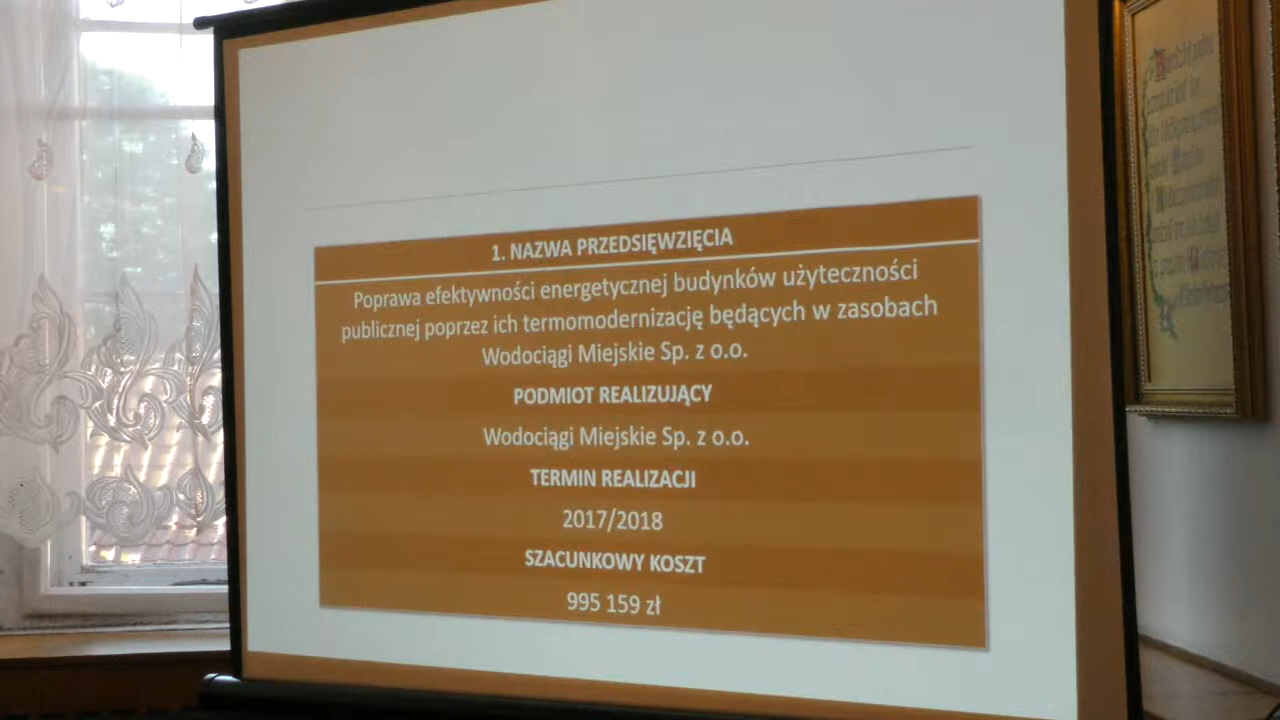 1. NAZWA PRZEDSIĘWZIĘCIA
Poprawa efektywności energetycznej budynków użyteczności
publicznej poprzez ich termomodernizację będących w zasobach
Wodociągi Miejskie Sp. z o.o.
PODMIOT REALIZUJĄCY
Wodociągi Miejskie Sp. z o.o.
TERMIN REALIZACJI
2017/2018
SZACUNKOWY KOSZT
995 159 zł